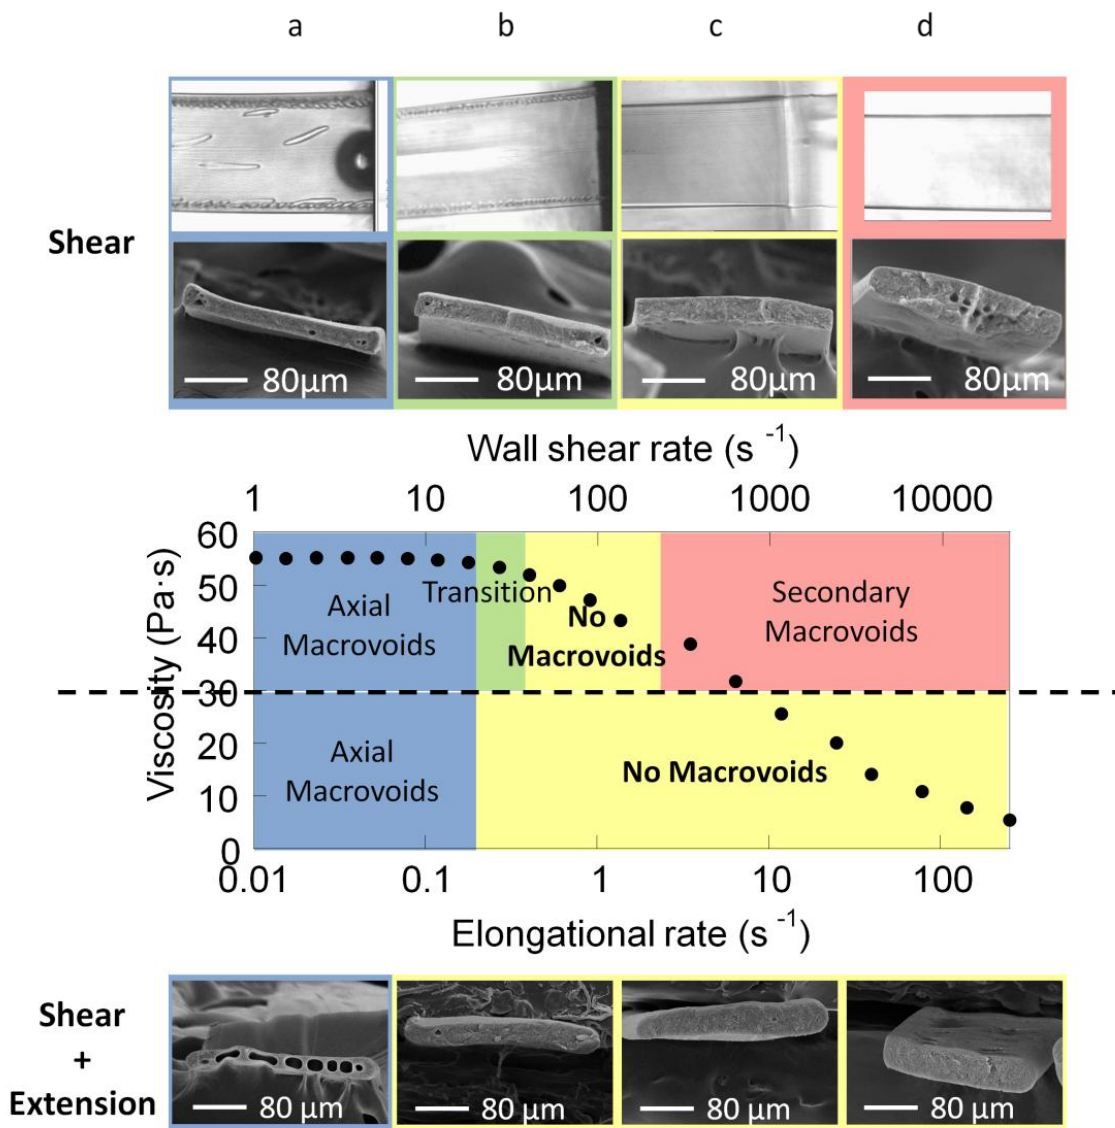 a b c d
Shear
80μm 80μm 80μm 80μm
Wall shear rate (s⁻¹)
1 10 100 1000 10000
Viscosity (Pa·s)
60
50
40
30
20
10
0
Axial
Macrovoids
Transition
No
Macrovoids
Secondary
Macrovoids
Axial
Macrovoids
No Macrovoids
0.01 0.1 1 10 100
Elongational rate (s⁻¹)
Shear
+
Extension
80 μm 80 μm 80 μm 80 μm